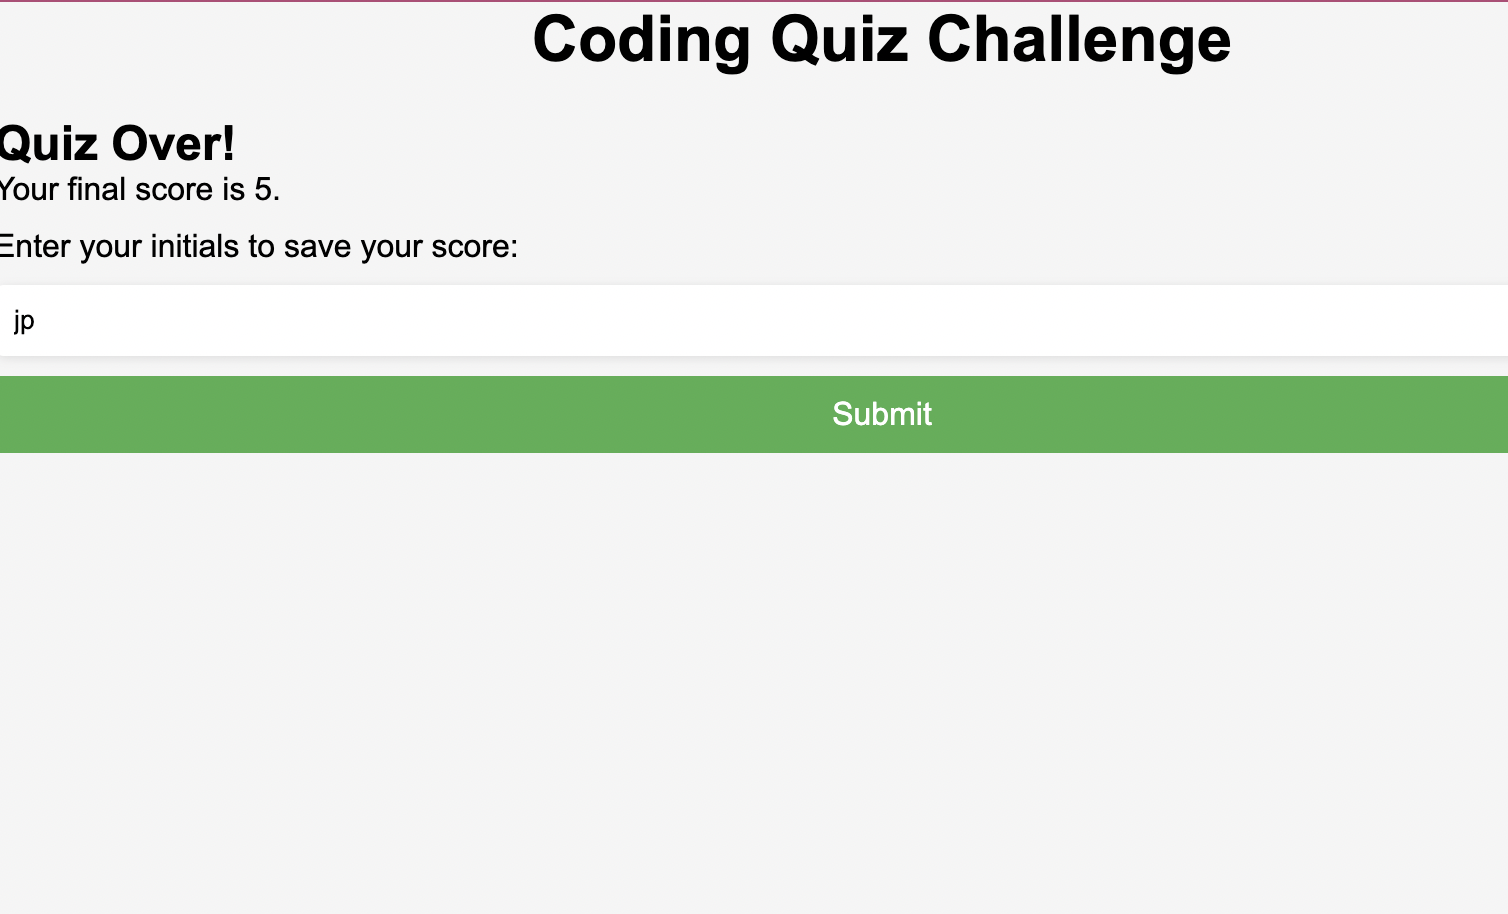 Coding Quiz Challenge
Quiz Over!
Your final score is 5.
Enter your initials to save your score:
jp
Submit